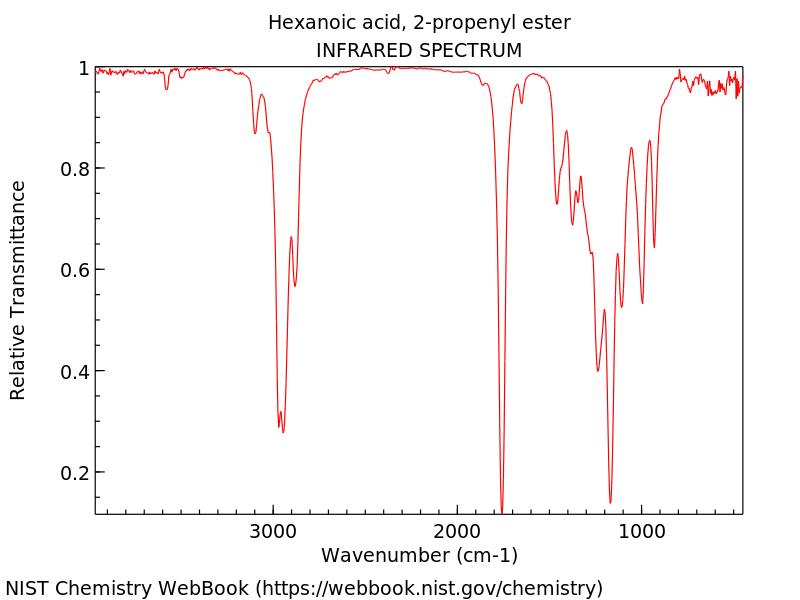 Hexanoic acid, 2-propenyl ester
INFRARED SPECTRUM
1
0.8
0.6
0.4
0.2
Relative Transmittance
3000 2000 1000
Wavenumber (cm-1)
NIST Chemistry WebBook (https://webbook.nist.gov/chemistry)